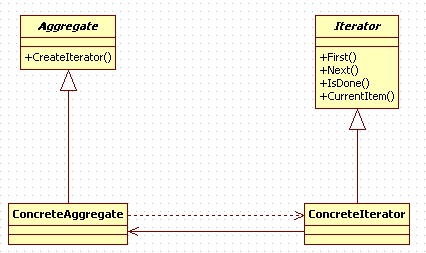 Aggregate
+CreateIterator()
Iterator
+First()
+Next()
+IsDone()
+CurrentItem()
ConcreteAggregate
ConcreteIterator